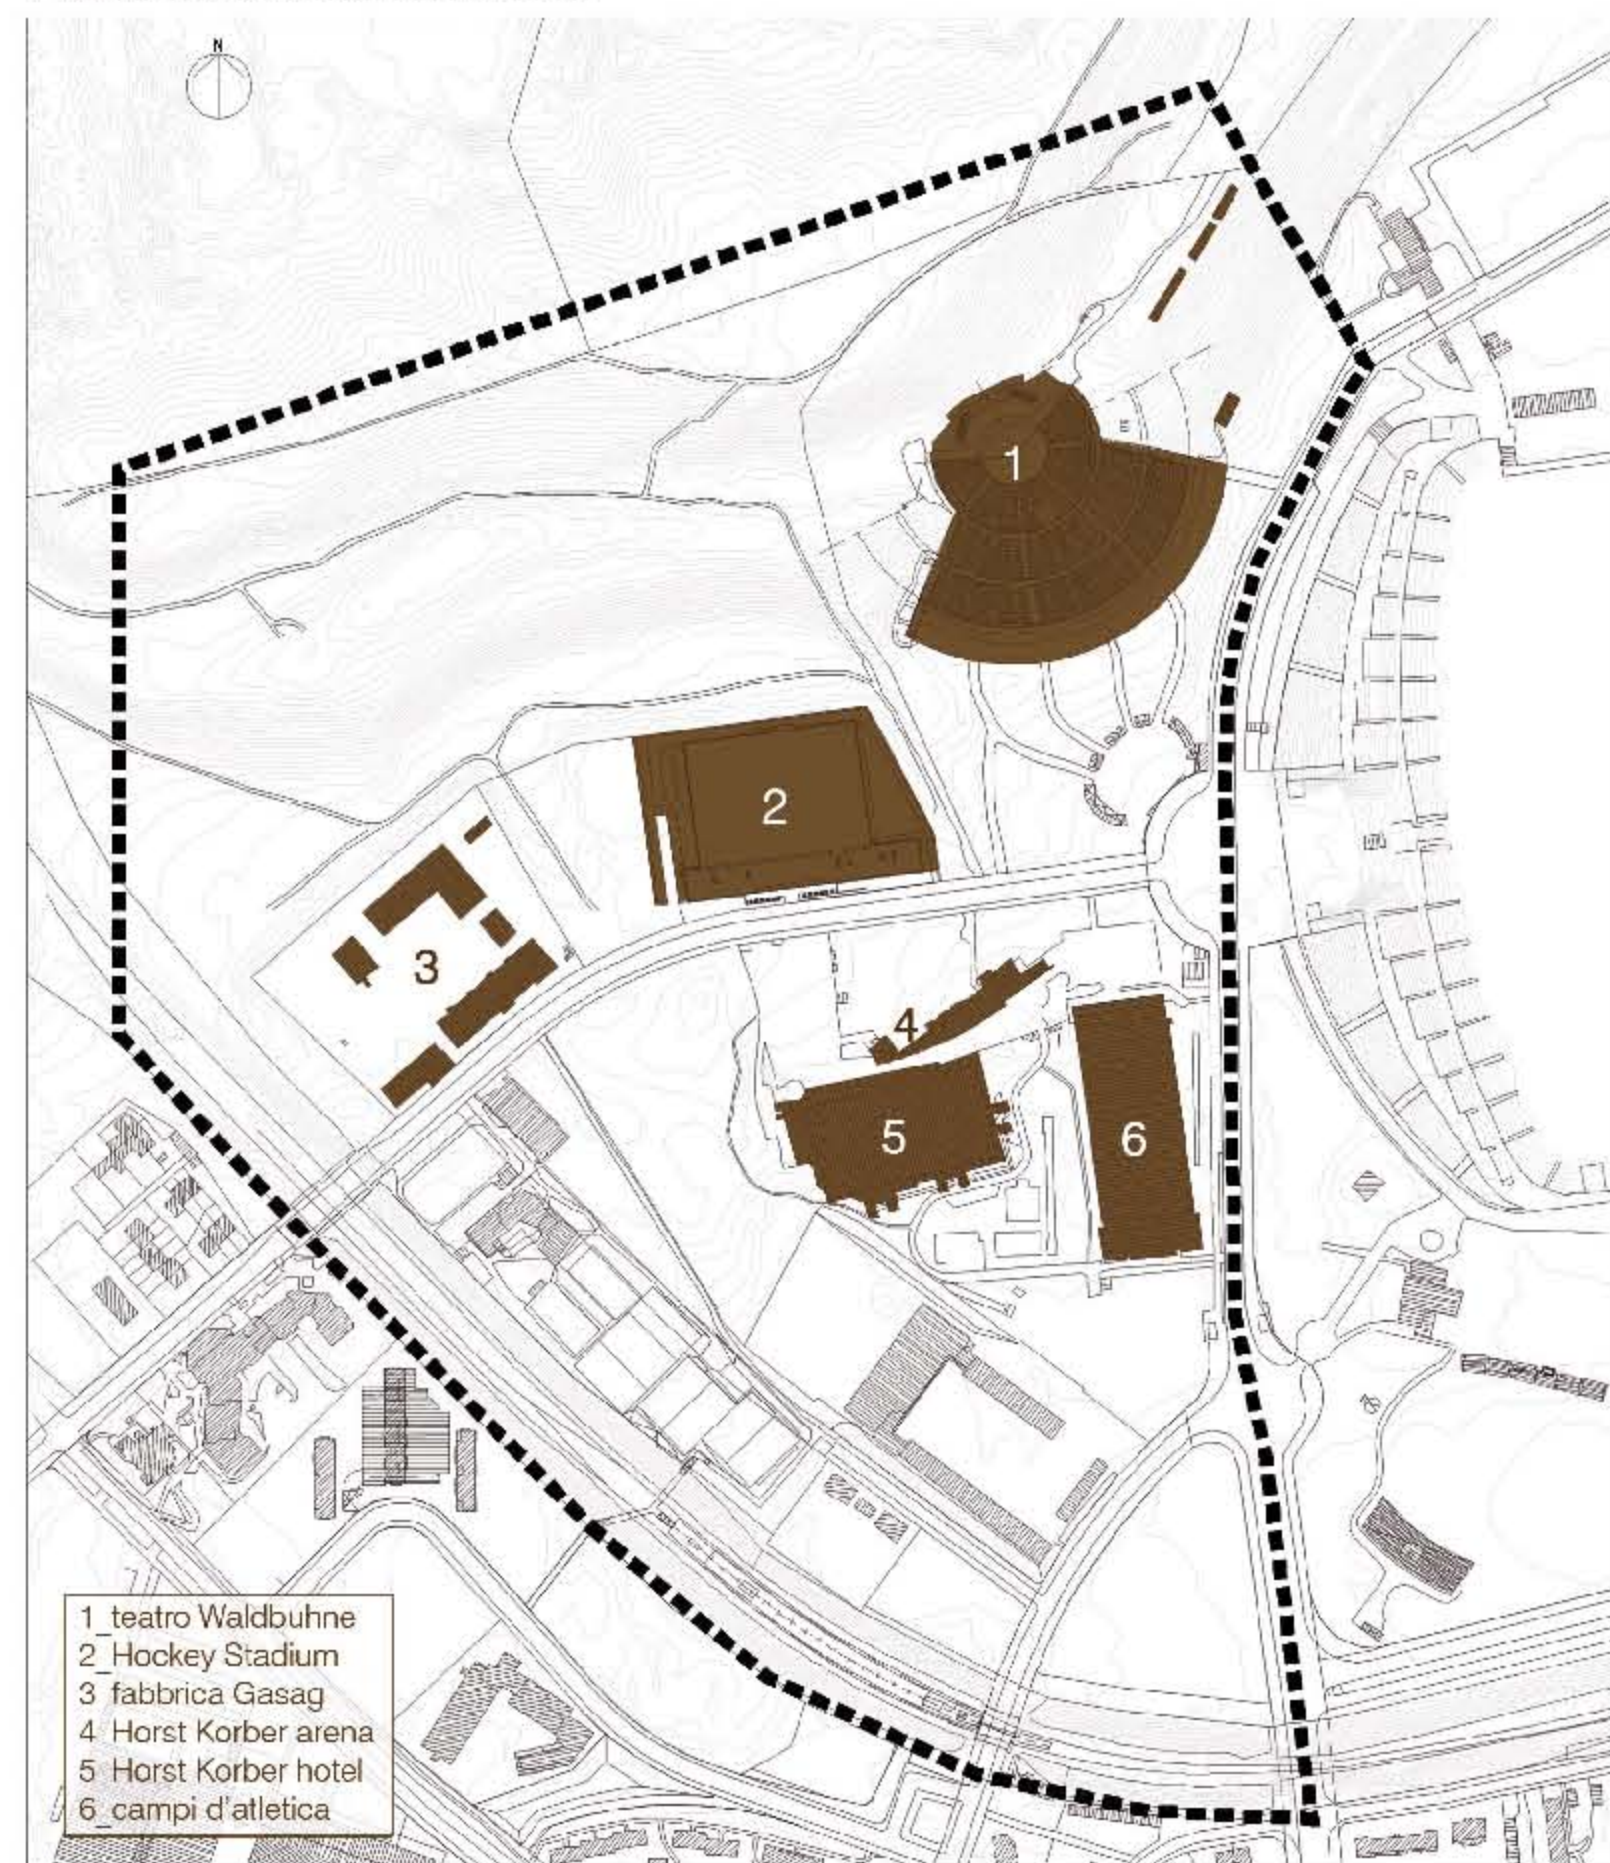 N
1
2
3
4
5
6
1_teatro Waldbuhne
2_Hockey Stadium
3_fabbrica Gasag
4_Horst Korber arena
5_Horst Korber hotel
6_campi d'atletica